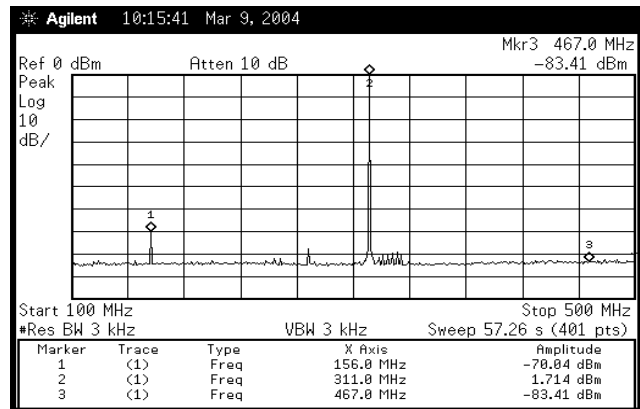 Agilent 10:15:41 Mar 9, 2004
Mkr3 467.0 MHz
Ref 0 dBm Atten 10 dB -83.41 dBm
Peak
Log
10
dB/
1
2
3
Start 100 MHz Stop 500 MHz
#Res BW 3 kHz VBW 3 kHz Sweep 57.26 s (401 pts)
Marker Trace Type X Axis Amplitude
1 (1) Freq 156.0 MHz -70.04 dBm
2 (1) Freq 311.0 MHz 1.714 dBm
3 (1) Freq 467.0 MHz -83.41 dBm